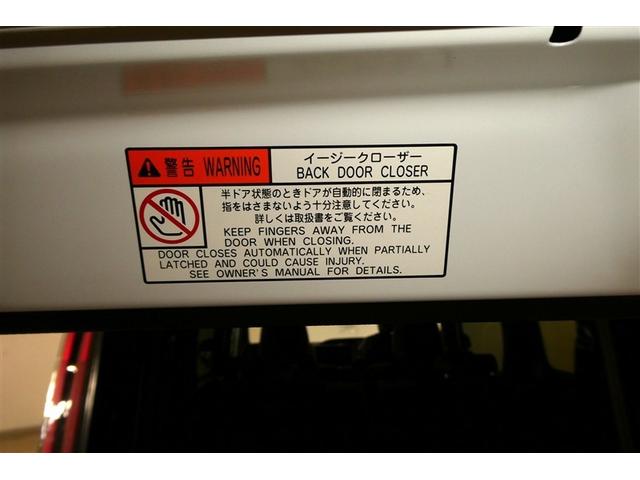 警告 WARNING
イージークローザー
BACK DOOR CLOSER
半ドア状態のときドアが自動的に閉まるため、
指をはさまないよう十分注意してください。
詳しくは取扱書をご覧ください。
KEEP FINGERS AWAY FROM THE
DOOR WHEN CLOSING.
DOOR CLOSES AUTOMATICALLY WHEN PARTIALLY
LATCHED AND COULD CAUSE INJURY.
SEE OWNER'S MANUAL FOR DETAILS.